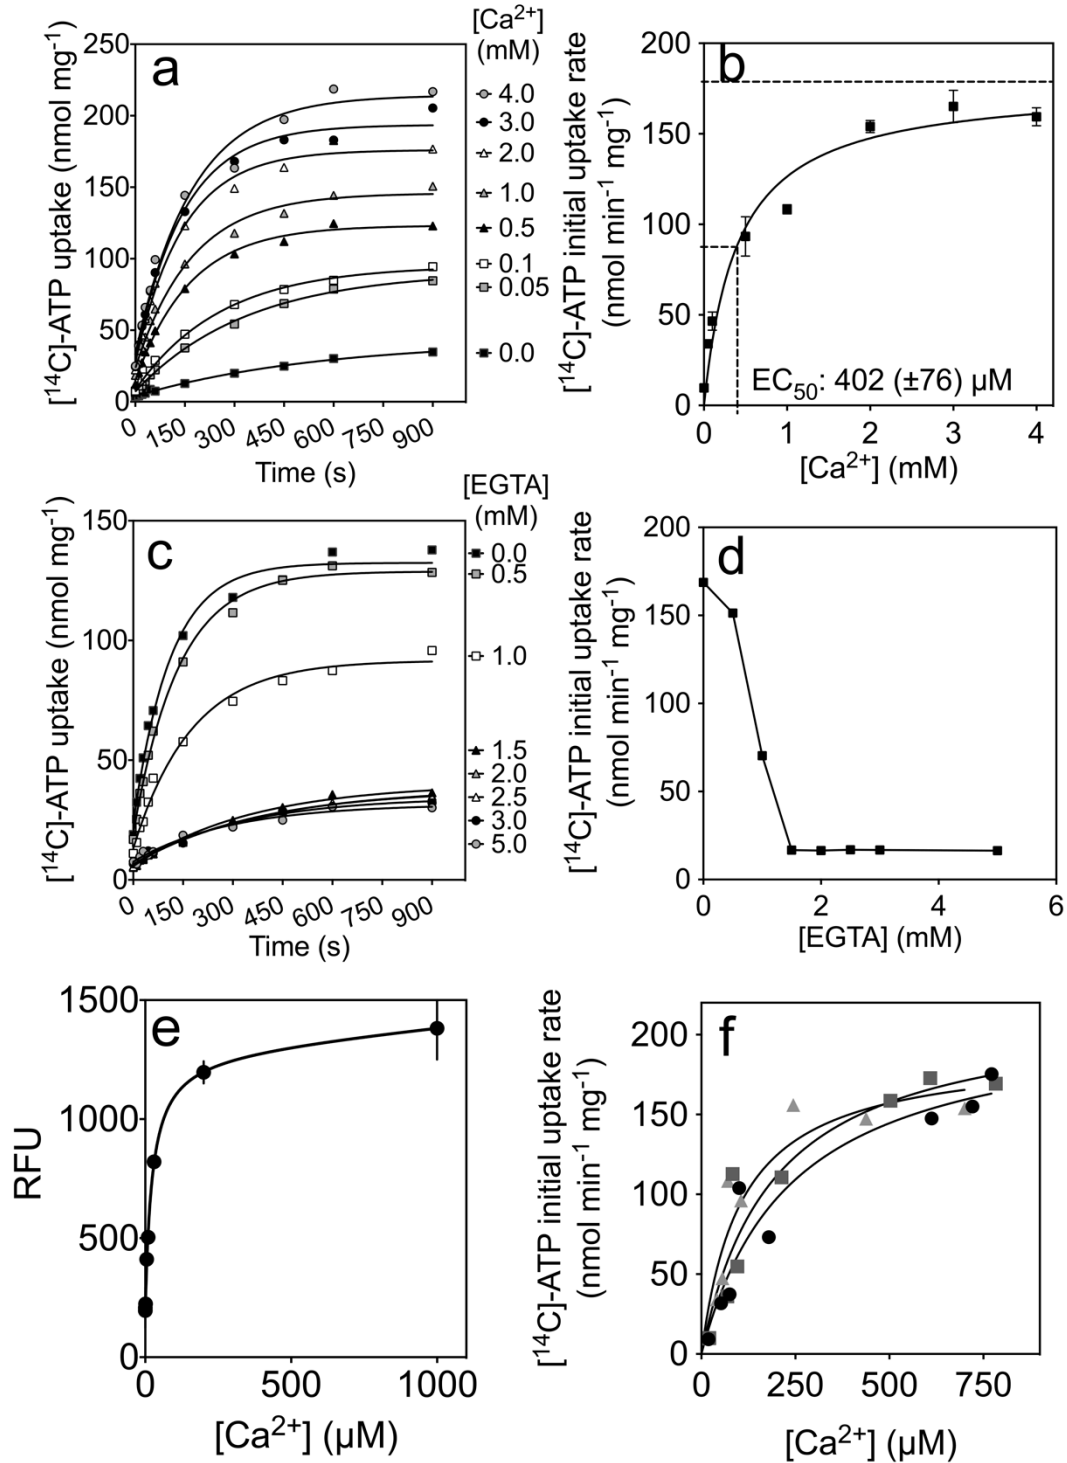 a
[¹⁴C]-ATP uptake (nmol mg⁻¹)
250
200
150
100
50
0
0 150 300 450 600 750 900
Time (s)
[Ca²⁺]
(mM)
4.0
3.0
2.0
1.0
0.5
0.1
0.05
0.0
b
[¹⁴C]-ATP initial uptake rate
(nmol min⁻¹ mg⁻¹)
200
150
100
50
0
EC₅₀: 402 (±76) µM
0 1 2 3 4
[Ca²⁺] (mM)
c
[¹⁴C]-ATP uptake (nmol mg⁻¹)
150
100
50
0
0 150 300 450 600 750 900
Time (s)
[EGTA]
(mM)
0.0
0.5
1.0
1.5
2.0
2.5
3.0
5.0
d
[¹⁴C]-ATP initial uptake rate
(nmol min⁻¹ mg⁻¹)
200
150
100
50
0
0 2 4 6
[EGTA] (mM)
e
RFU
1500
1000
500
0
0 500 1000
[Ca²⁺] (µM)
f
[¹⁴C]-ATP initial uptake rate
(nmol min⁻¹ mg⁻¹)
200
150
100
50
0
0 250 500 750
[Ca²⁺] (µM)